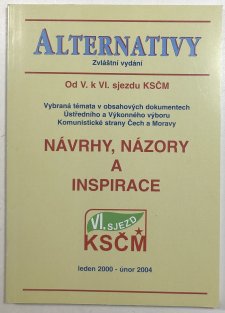 ALTERNATIVY
Zvláštní vydání
Od V. k VI. sjezdu KSČM
Vybraná témata v obsahových dokumentech
Ústředního a Výkonného výboru
Komunistické strany Čech a Moravy
NÁVRHY, NÁZORY
A
INSPIRACE
VI. SJEZD
KSČM
leden 2000 - únor 2004